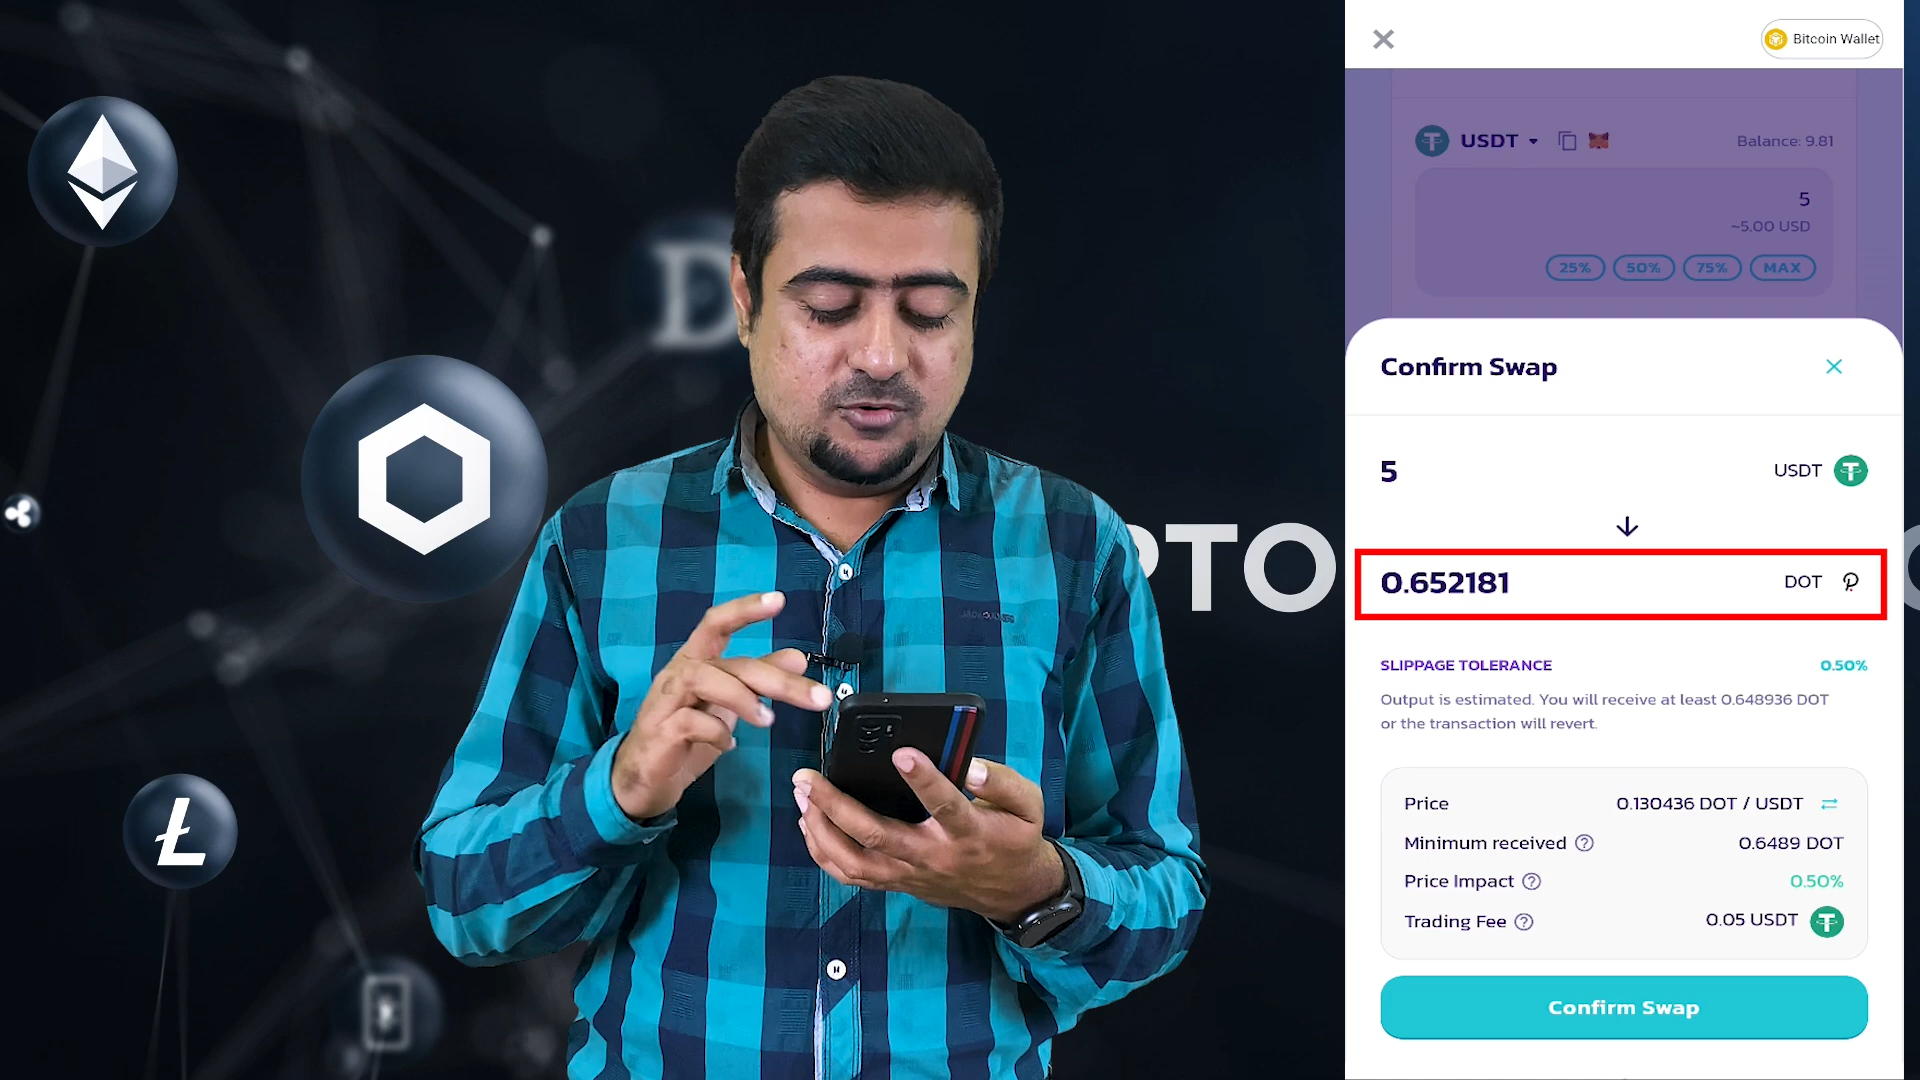 Bitcoin Wallet
USDT
Balance: 9.81
5
~5.00 USD
25% 50% 75% MAX
Confirm Swap
5 USDT
0.652181 DOT
SLIPPAGE TOLERANCE 0.50%
Output is estimated. You will receive at least 0.648936 DOT
or the transaction will revert.
Price 0.130436 DOT / USDT
Minimum received 0.6489 DOT
Price Impact 0.50%
Trading Fee 0.05 USDT
Confirm Swap
PTO